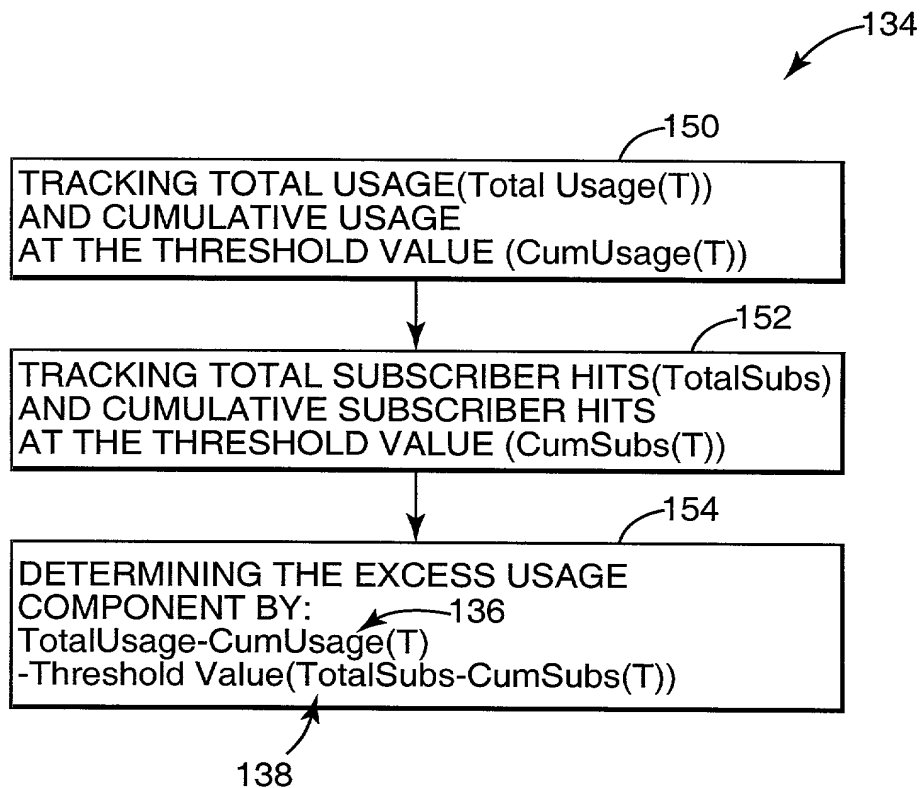 134
150
TRACKING TOTAL USAGE(Total Usage(T))
AND CUMULATIVE USAGE
AT THE THRESHOLD VALUE (CumUsage(T))
152
TRACKING TOTAL SUBSCRIBER HITS(TotalSubs)
AND CUMULATIVE SUBSCRIBER HITS
AT THE THRESHOLD VALUE (CumSubs(T))
154
DETERMINING THE EXCESS USAGE
COMPONENT BY:
136
TotalUsage-CumUsage(T)
-Threshold Value(TotalSubs-CumSubs(T))
138